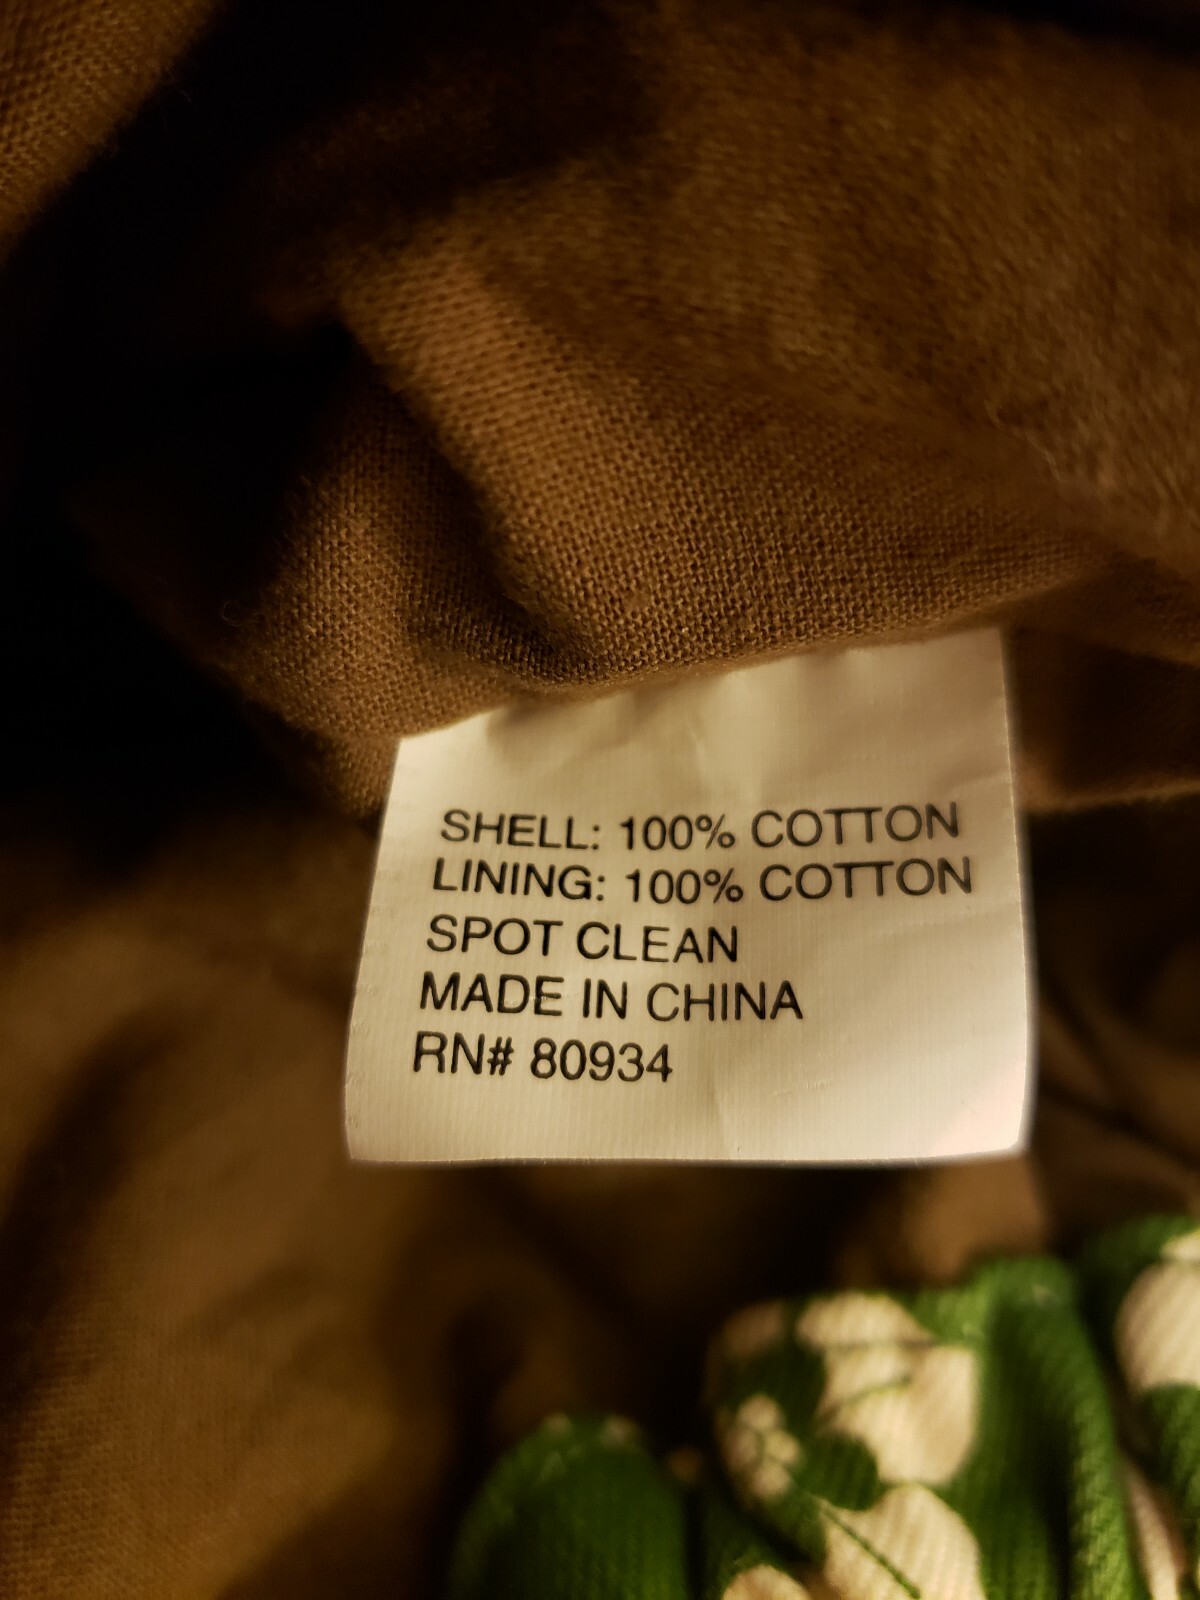 SHELL: 100% COTTON
LINING: 100% COTTON
SPOT CLEAN
MADE IN CHINA
RN# 80934